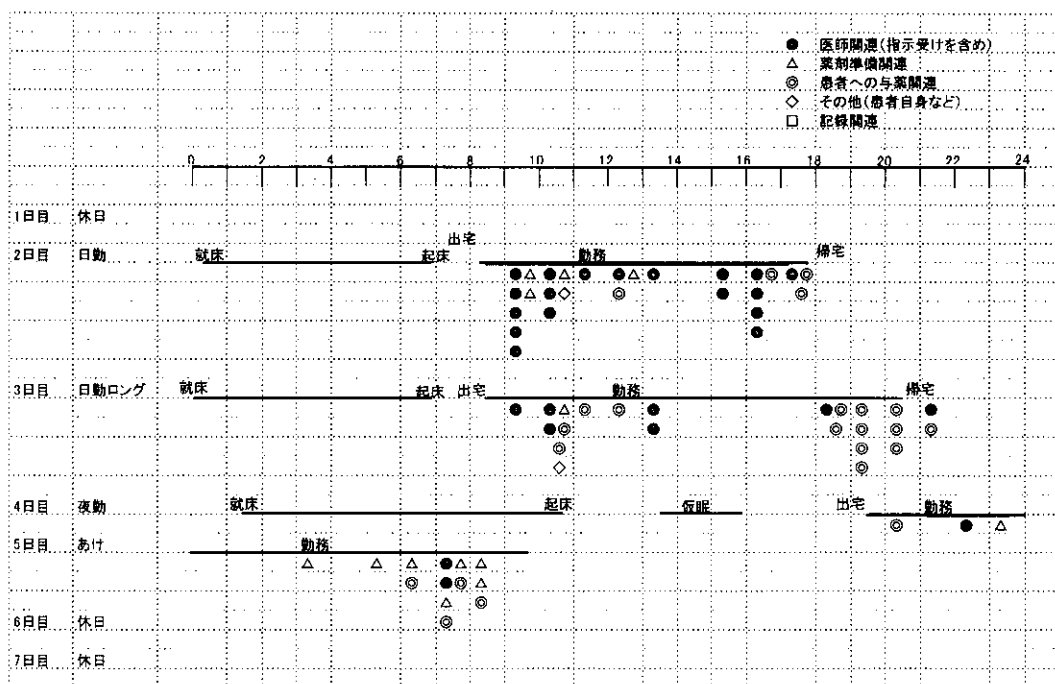 ● 医師関連(指示受けを含め)
△ 薬剤準備関連
◎ 患者への与薬関連
◇ その他(患者自身など)
□ 記録関連
0 2 4 6 8 10 12 14 16 18 20 22 24
1日目 休日
出宅
2日目 日勤 就床 起床 勤務 帰宅
3日目 日勤ロング 就床 起床 出宅 勤務 帰宅
4日目 夜勤 就床 起床 仮眠 出宅 勤務
5日目 あけ 勤務
6日目 休日
7日目 休日